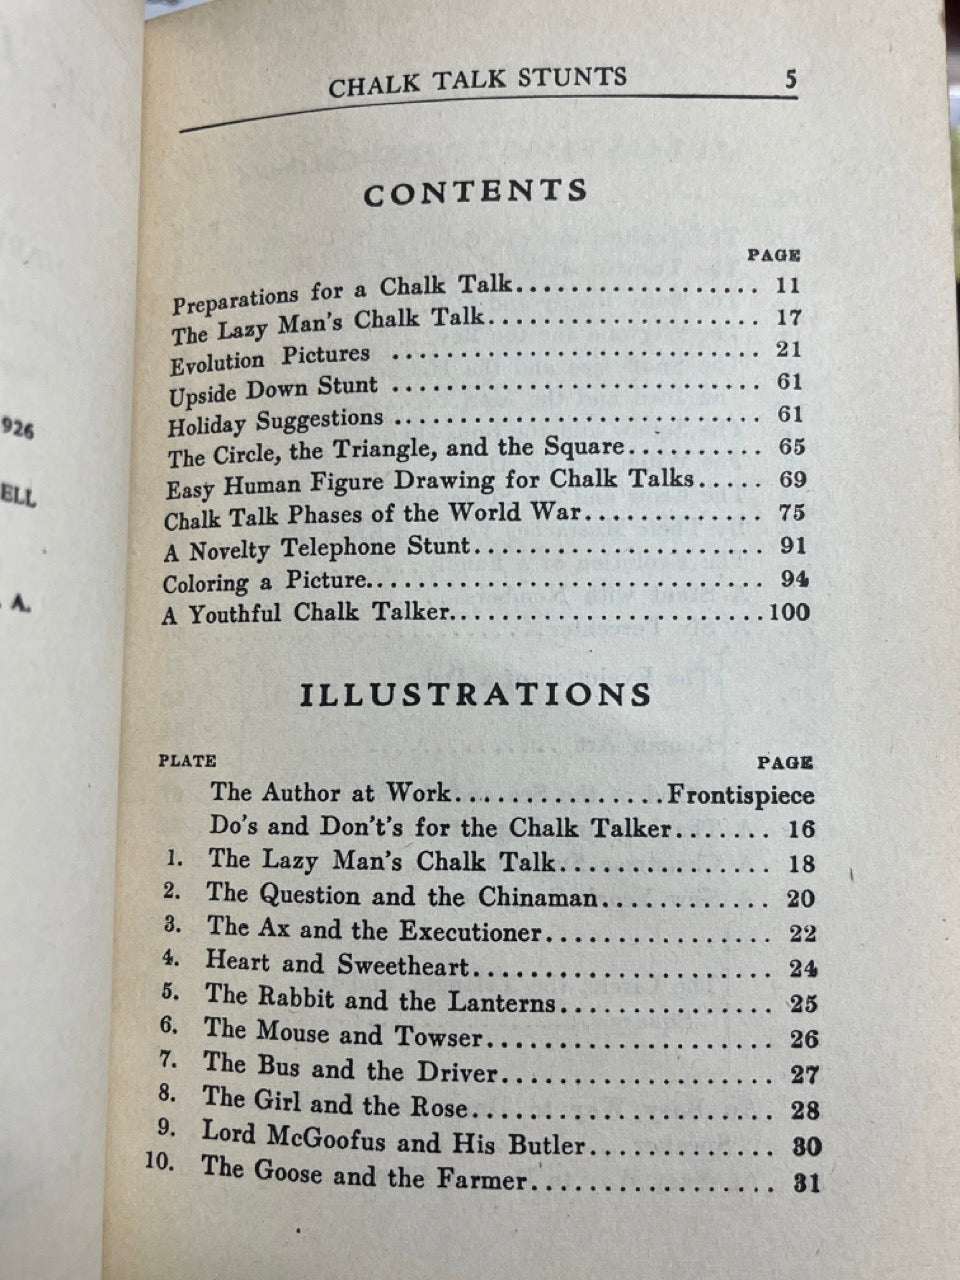 926
ELL
A.
CHALK TALK STUNTS 5
CONTENTS
PAGE
Preparations for a Chalk Talk.................. 11
The Lazy Man's Chalk Talk.................... 17
Evolution Pictures ........................... 21
Upside Down Stunt ........................... 61
Holiday Suggestions ........................... 61
The Circle, the Triangle, and the Square.......... 65
Easy Human Figure Drawing for Chalk Talks..... 69
Chalk Talk Phases of the World War............. 75
A Novelty Telephone Stunt...................... 91
Coloring a Picture.............................. 94
A Youthful Chalk Talker.......................100
ILLUSTRATIONS
PLATE PAGE
The Author at Work...............Frontispiece
Do's and Don't's for the Chalk Talker....... 16
1. The Lazy Man's Chalk Talk................ 18
2. The Question and the Chinaman............ 20
3. The Ax and the Executioner................ 22
4. Heart and Sweetheart...................... 24
5. The Rabbit and the Lanterns................ 25
6. The Mouse and Towser..................... 26
7. The Bus and the Driver.................... 27
8. The Girl and the Rose...................... 28
9. Lord McGoofus and His Butler............. 30
10. The Goose and the Farmer.................. 31